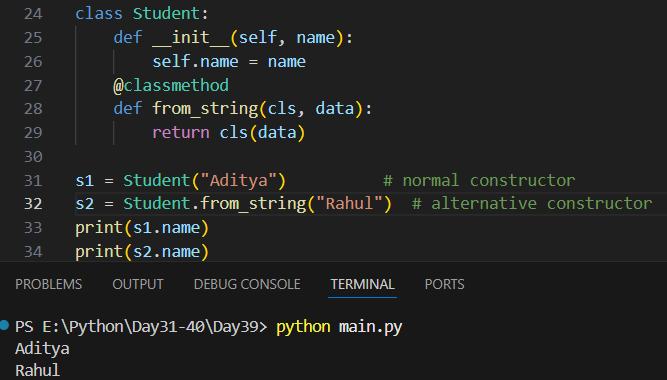 24 class Student:
25     def __init__(self, name):
26         self.name = name
27     @classmethod
28     def from_string(cls, data):
29         return cls(data)
30
31 s1 = Student("Aditya")          # normal constructor
32 s2 = Student.from_string("Rahul")  # alternative constructor
33 print(s1.name)
34 print(s2.name)
PROBLEMS OUTPUT DEBUG CONSOLE TERMINAL PORTS
PS E:\Python\Day31-40\Day39> python main.py
Aditya
Rahul